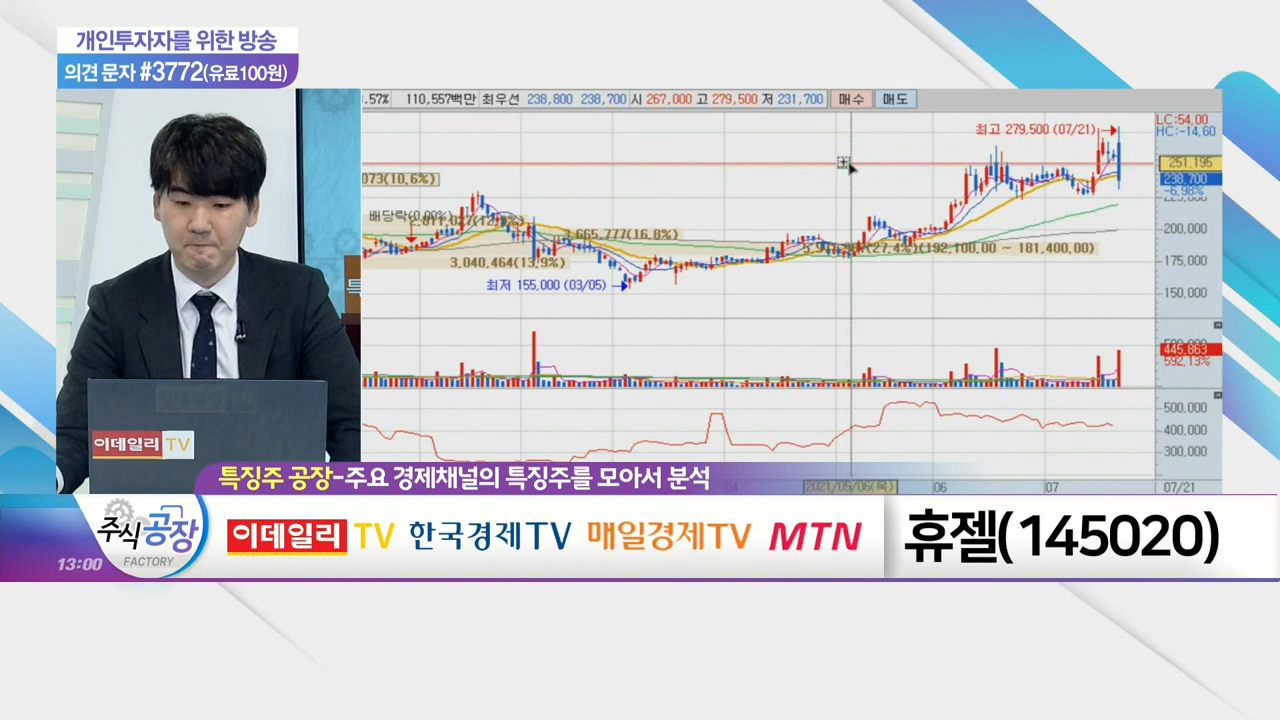 개인투자자를 위한 방송
의견 문자 #3772(유료100원)
.57% 110,557백만 최우선 238,800 238,700 시 267,000 고 279,500 저 231,700 매수 매도
최고 279,500 (07/21)
LC:54.00
HC:-14.60
251,195
238,700
-6.98%
225,000
200,000
175,000
150,000
073(10.6%)
배당락(0.00%)
3,665,777(16.8%)
(27.4%)(192,100.00 ~ 181,400.00)
3,040,464(13.9%)
최저 155,000 (03/05)
445,863
592.13%
500,000
400,000
300,000
이데일리 TV
특징주 공장-주요 경제채널의 특징주를 모아서 분석
04 2021/05/06(목) 06 07 07/21
주식공장
FACTORY
13:00
이데일리 TV 한국경제TV 매일경제TV MTN
휴젤(145020)